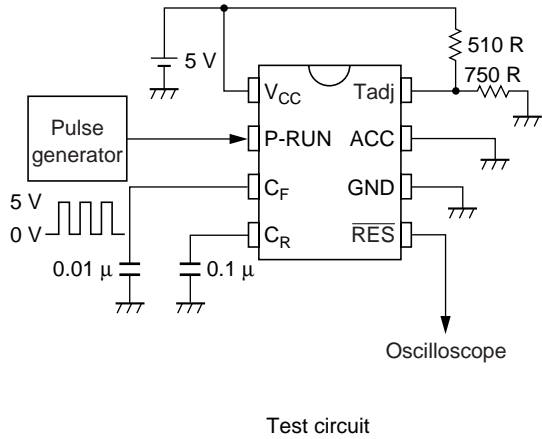 5 V
510 R
750 R
V_CC
Tadj
Pulse
generator
P-RUN
ACC
5 V
0 V
C_F
GND
0.01 μ
0.1 μ
C_R
R̅E̅S̅
Oscilloscope
Test circuit